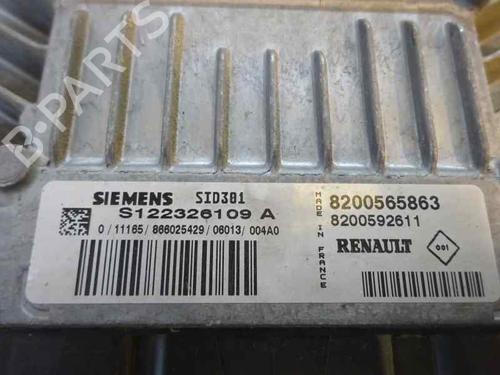 B-PARTS
SIEMENS SID301
S122326109 A
0/11165/866025429/06013/004A0
MADE IN FRANCE
8200565863
8200592611
RENAULT
001